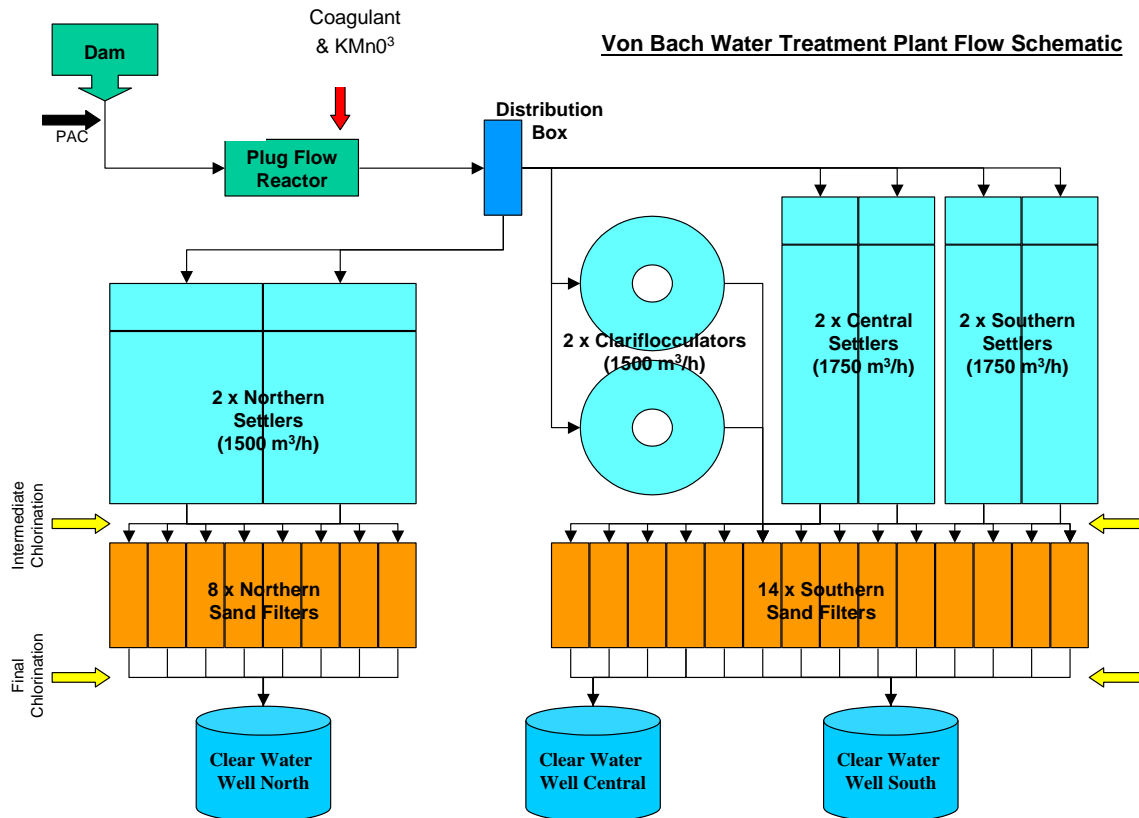 Coagulant
& KMn0³
Von Bach Water Treatment Plant Flow Schematic
Dam
PAC
Distribution
Box
Plug Flow
Reactor
2 x Clariflocculators
(1500 m³/h)
2 x Central
Settlers
(1750 m³/h)
2 x Southern
Settlers
(1750 m³/h)
2 x Northern
Settlers
(1500 m³/h)
Intermediate
Chlorination
8 x Northern
Sand Filters
14 x Southern
Sand Filters
Final
Chlorination
Clear Water
Well North
Clear Water
Well Central
Clear Water
Well South